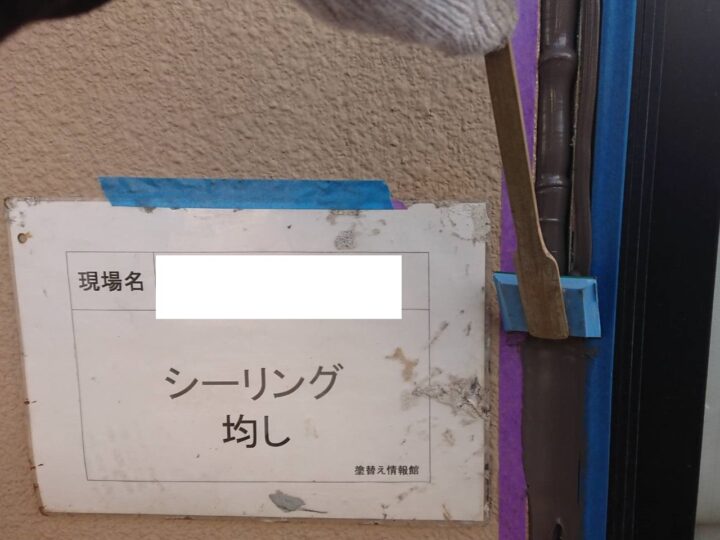 現場名
シーリング
均し
塗替え情報館